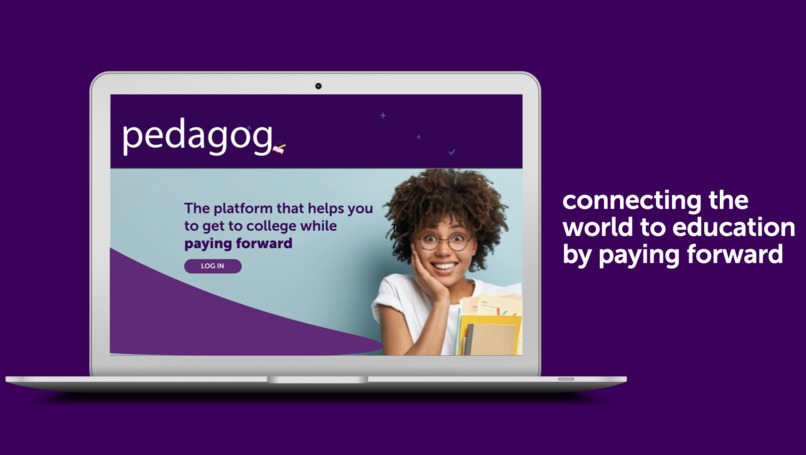 pedagog
The platform that helps you
to get to college while
paying forward
LOG IN
connecting the
world to education
by paying forward